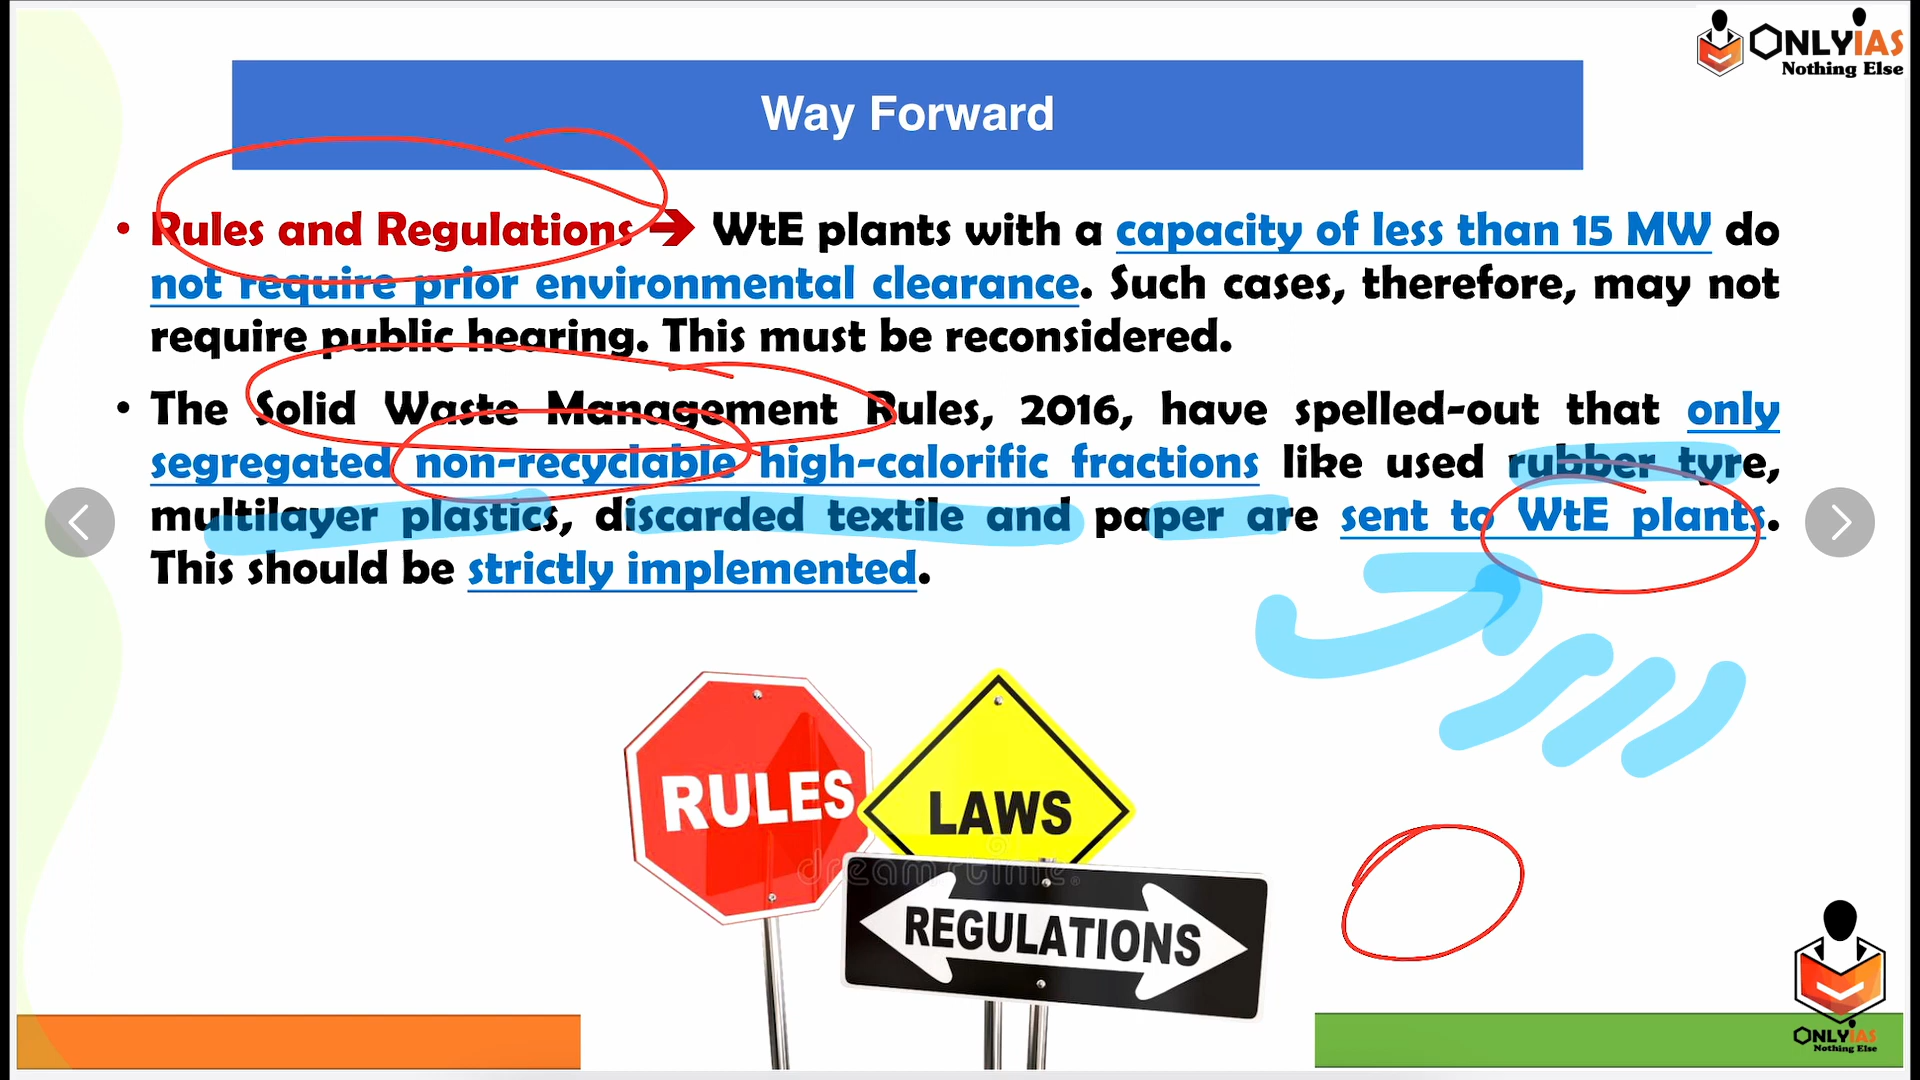 ONLYIAS
Nothing Else
Way Forward
• Rules and Regulations → WtE plants with a capacity of less than 15 MW do
not require prior environmental clearance. Such cases, therefore, may not
require public hearing. This must be reconsidered.
• The Solid Waste Management Rules, 2016, have spelled-out that only
segregated non-recyclable high-calorific fractions like used rubber tyre,
multilayer plastics, discarded textile and paper are sent to WtE plants.
This should be strictly implemented.
RULES
LAWS
dreamstime.
REGULATIONS
ONLYIAS
Nothing Else